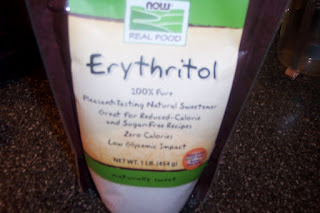 now
REAL FOOD
Erythritol
100% Pure
Pleasant-Tasting Natural Sweetener
Great for Reduced-Calorie
and Sugar-Free Recipes
Zero Calories
Low Glycemic Impact
NET WT. 1 LB. (454 g)
naturally sweet